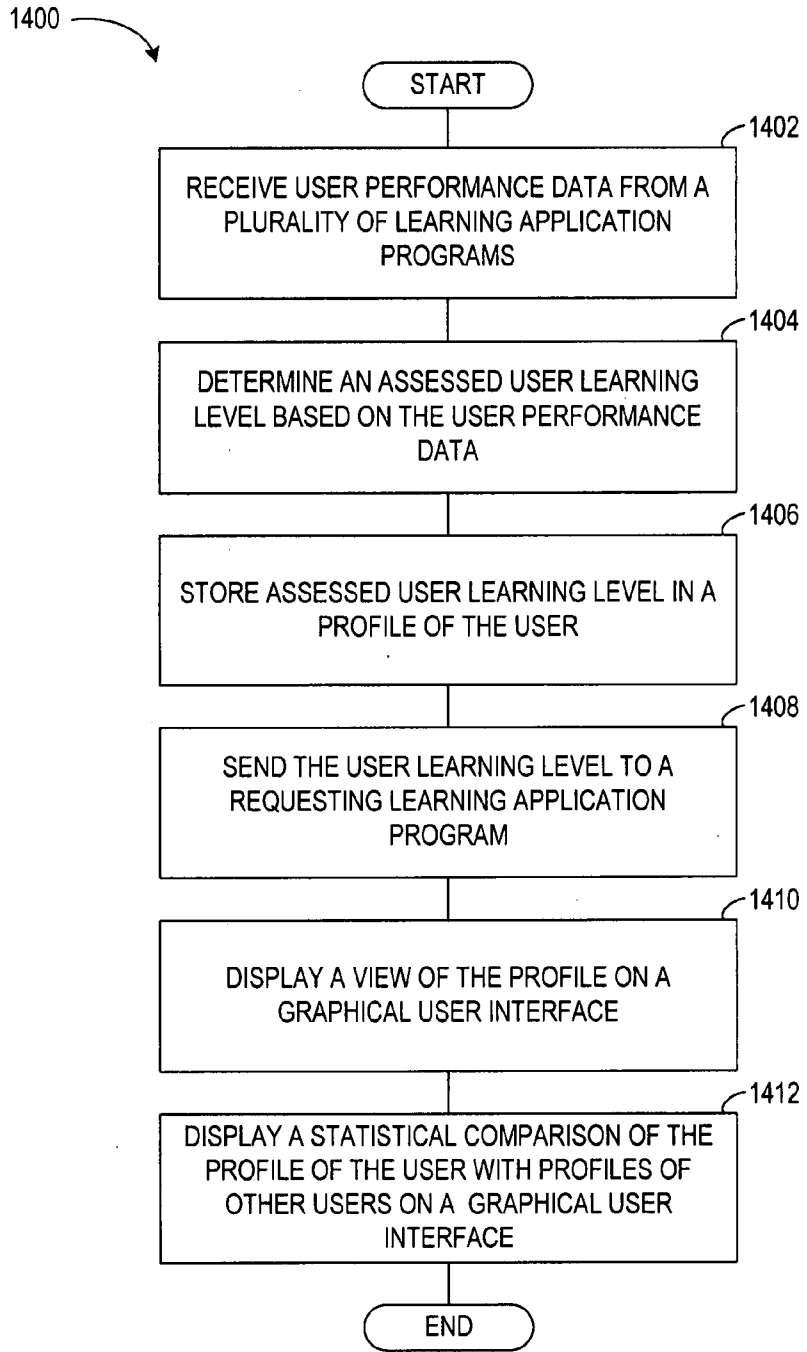 1400
START
1402
RECEIVE USER PERFORMANCE DATA FROM A
PLURALITY OF LEARNING APPLICATION
PROGRAMS
1404
DETERMINE AN ASSESSED USER LEARNING
LEVEL BASED ON THE USER PERFORMANCE
DATA
1406
STORE ASSESSED USER LEARNING LEVEL IN A
PROFILE OF THE USER
1408
SEND THE USER LEARNING LEVEL TO A
REQUESTING LEARNING APPLICATION
PROGRAM
1410
DISPLAY A VIEW OF THE PROFILE ON A
GRAPHICAL USER INTERFACE
1412
DISPLAY A STATISTICAL COMPARISON OF THE
PROFILE OF THE USER WITH PROFILES OF
OTHER USERS ON A GRAPHICAL USER
INTERFACE
END